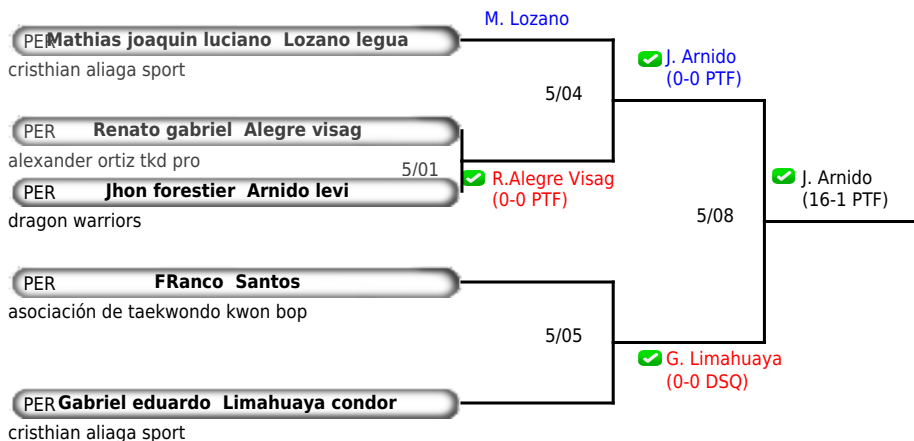 M. Lozano
PER Mathias joaquin luciano Lozano legua
cristhian aliaga sport
J. Arnido
(0-0 PTF)
5/04
PER Renato gabriel Alegre visag
alexander ortiz tkd pro
5/01
R.Alegre Visag
(0-0 PTF)
PER Jhon forestier Arnido levi
dragon warriors
J. Arnido
(16-1 PTF)
5/08
PER FRanco Santos
asociación de taekwondo kwon bop
5/05
G. Limahuaya
(0-0 DSQ)
PER Gabriel eduardo Limahuaya condor
cristhian aliaga sport